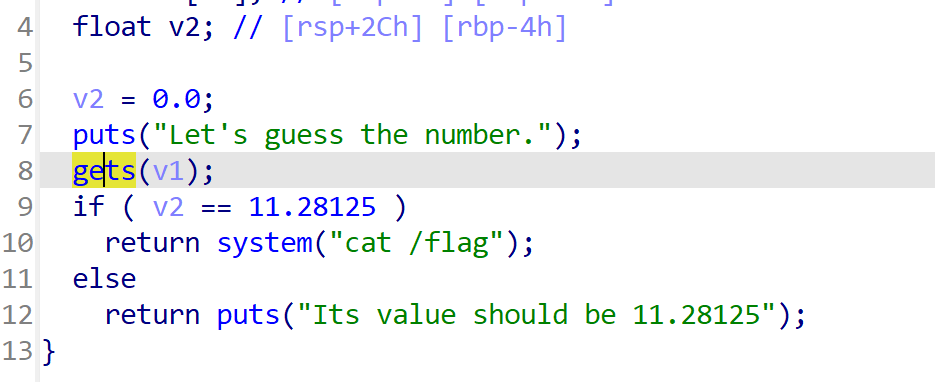 4 float v2; // [rsp+2Ch] [rbp-4h]
5
6 v2 = 0.0;
7 puts("Let's guess the number.");
8 gets(v1);
9 if ( v2 == 11.28125 )
10 return system("cat /flag");
11 else
12 return puts("Its value should be 11.28125");
13 }